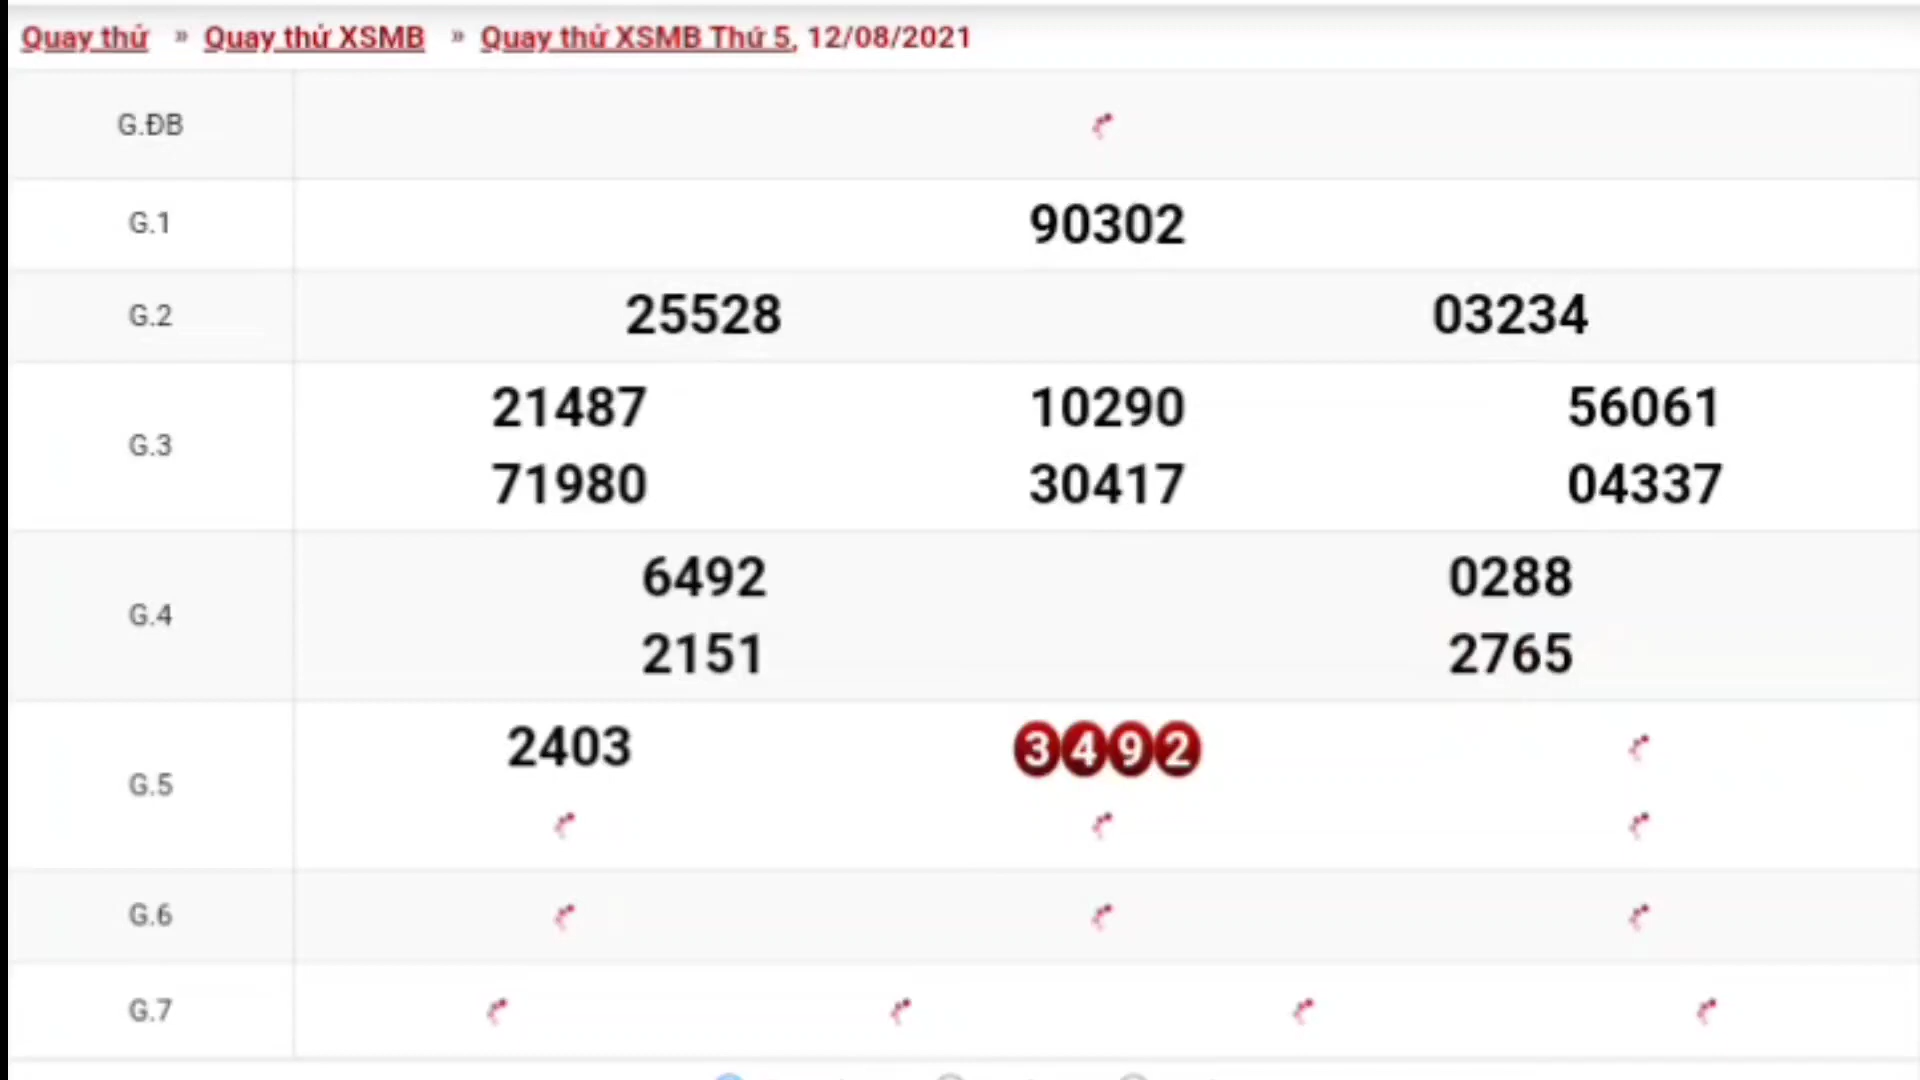 Quay thử » Quay thử XSMB » Quay thử XSMB Thứ 5, 12/08/2021
G.ĐB
G.1 90302
G.2 25528 03234
G.3
21487 10290 56061
71980 30417 04337
G.4
6492 0288
2151 2765
G.5
2403 3492
G.6
G.7